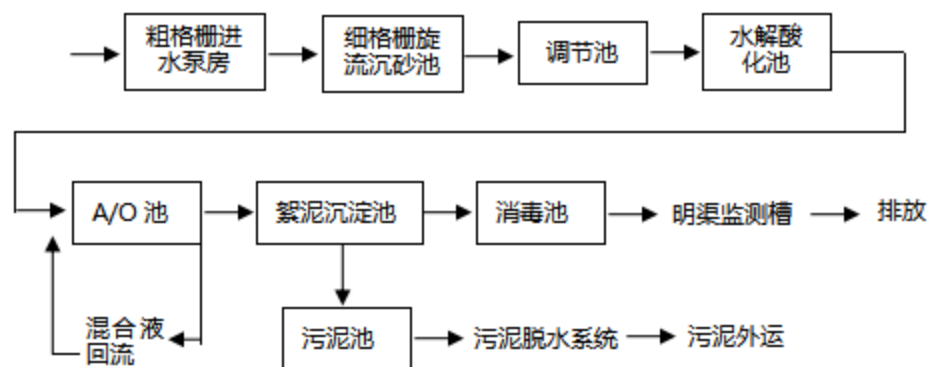 粗格栅进
水泵房
细格栅旋
流沉砂池
调节池
水解酸
化池
A/O 池
絮泥沉淀池
消毒池
明渠监测槽
排放
混合液
回流
污泥池
污泥脱水系统
污泥外运